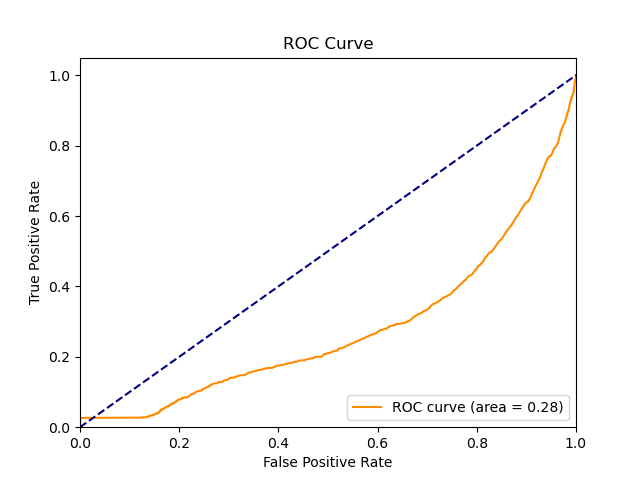 ROC Curve
True Positive Rate
1.0
0.8
0.6
0.4
0.2
0.0
ROC curve (area = 0.28)
0.0 0.2 0.4 0.6 0.8 1.0
False Positive Rate